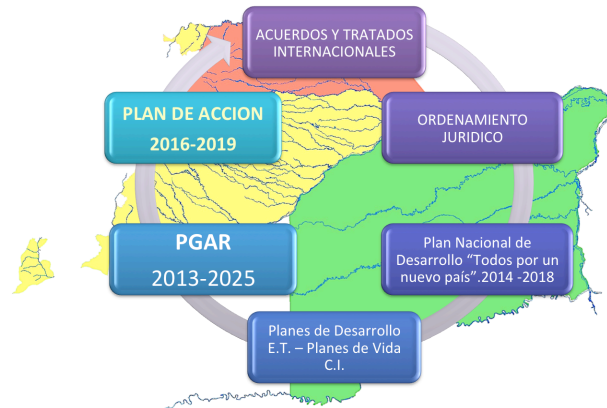 ACUERDOS Y TRATADOS
INTERNACIONALES
ORDENAMIENTO
JURIDICO
Plan Nacional de
Desarrollo “Todos por un
nuevo país”.2014 -2018
Planes de Desarrollo
E.T. – Planes de Vida
C.I.
PGAR
2013-2025
PLAN DE ACCION
2016-2019